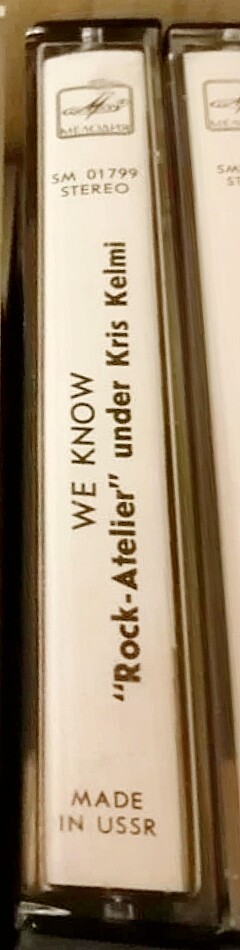 МЕЛОДИЯ
SM 01799
STEREO
WE KNOW
"Rock-Atelier" under Kris Kelmi
MADE
IN USSR